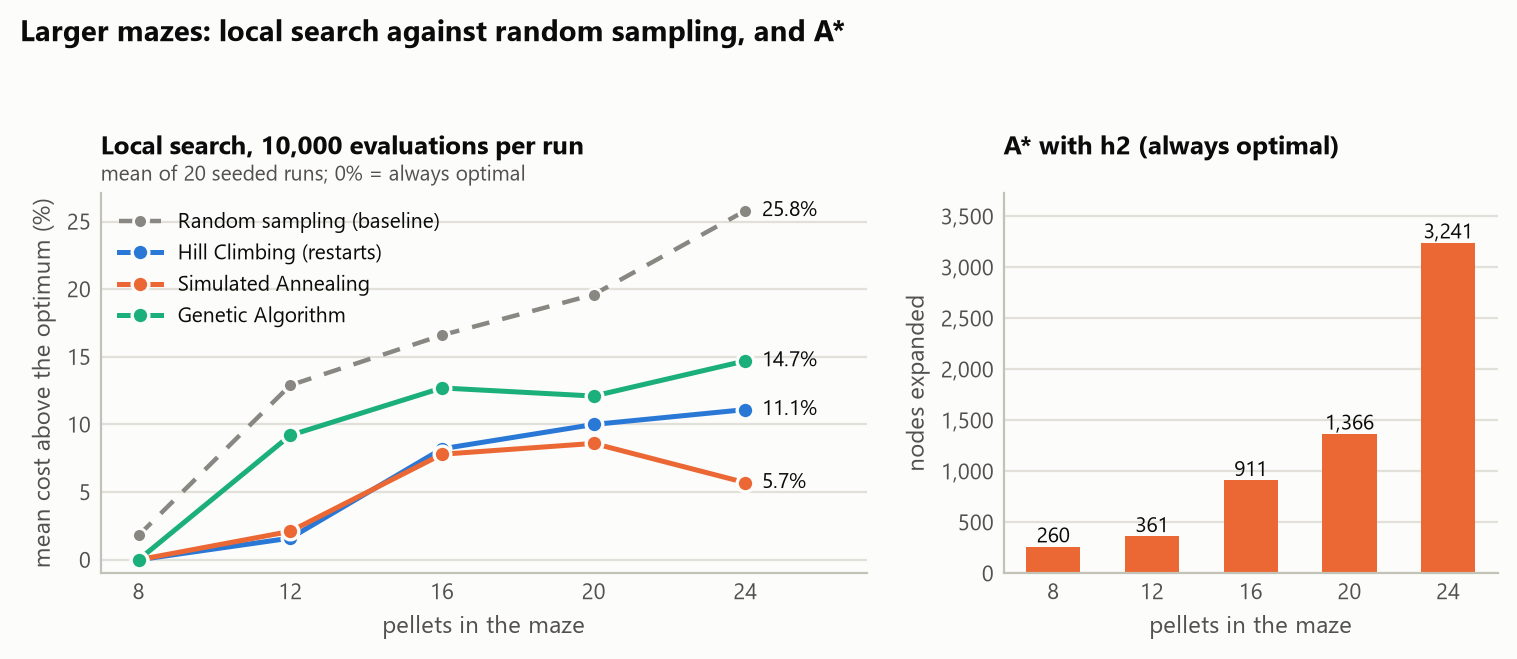 Larger mazes: local search against random sampling, and A*
Local search, 10,000 evaluations per run
mean of 20 seeded runs; 0% = always optimal
mean cost above the optimum (%)
25
20
15
10
5
0
Random sampling (baseline)
Hill Climbing (restarts)
Simulated Annealing
Genetic Algorithm
25.8%
14.7%
11.1%
5.7%
8 12 16 20 24
pellets in the maze
A* with h2 (always optimal)
nodes expanded
3,500
3,000
2,500
2,000
1,500
1,000
500
0
260
361
911
1,366
3,241
8 12 16 20 24
pellets in the maze